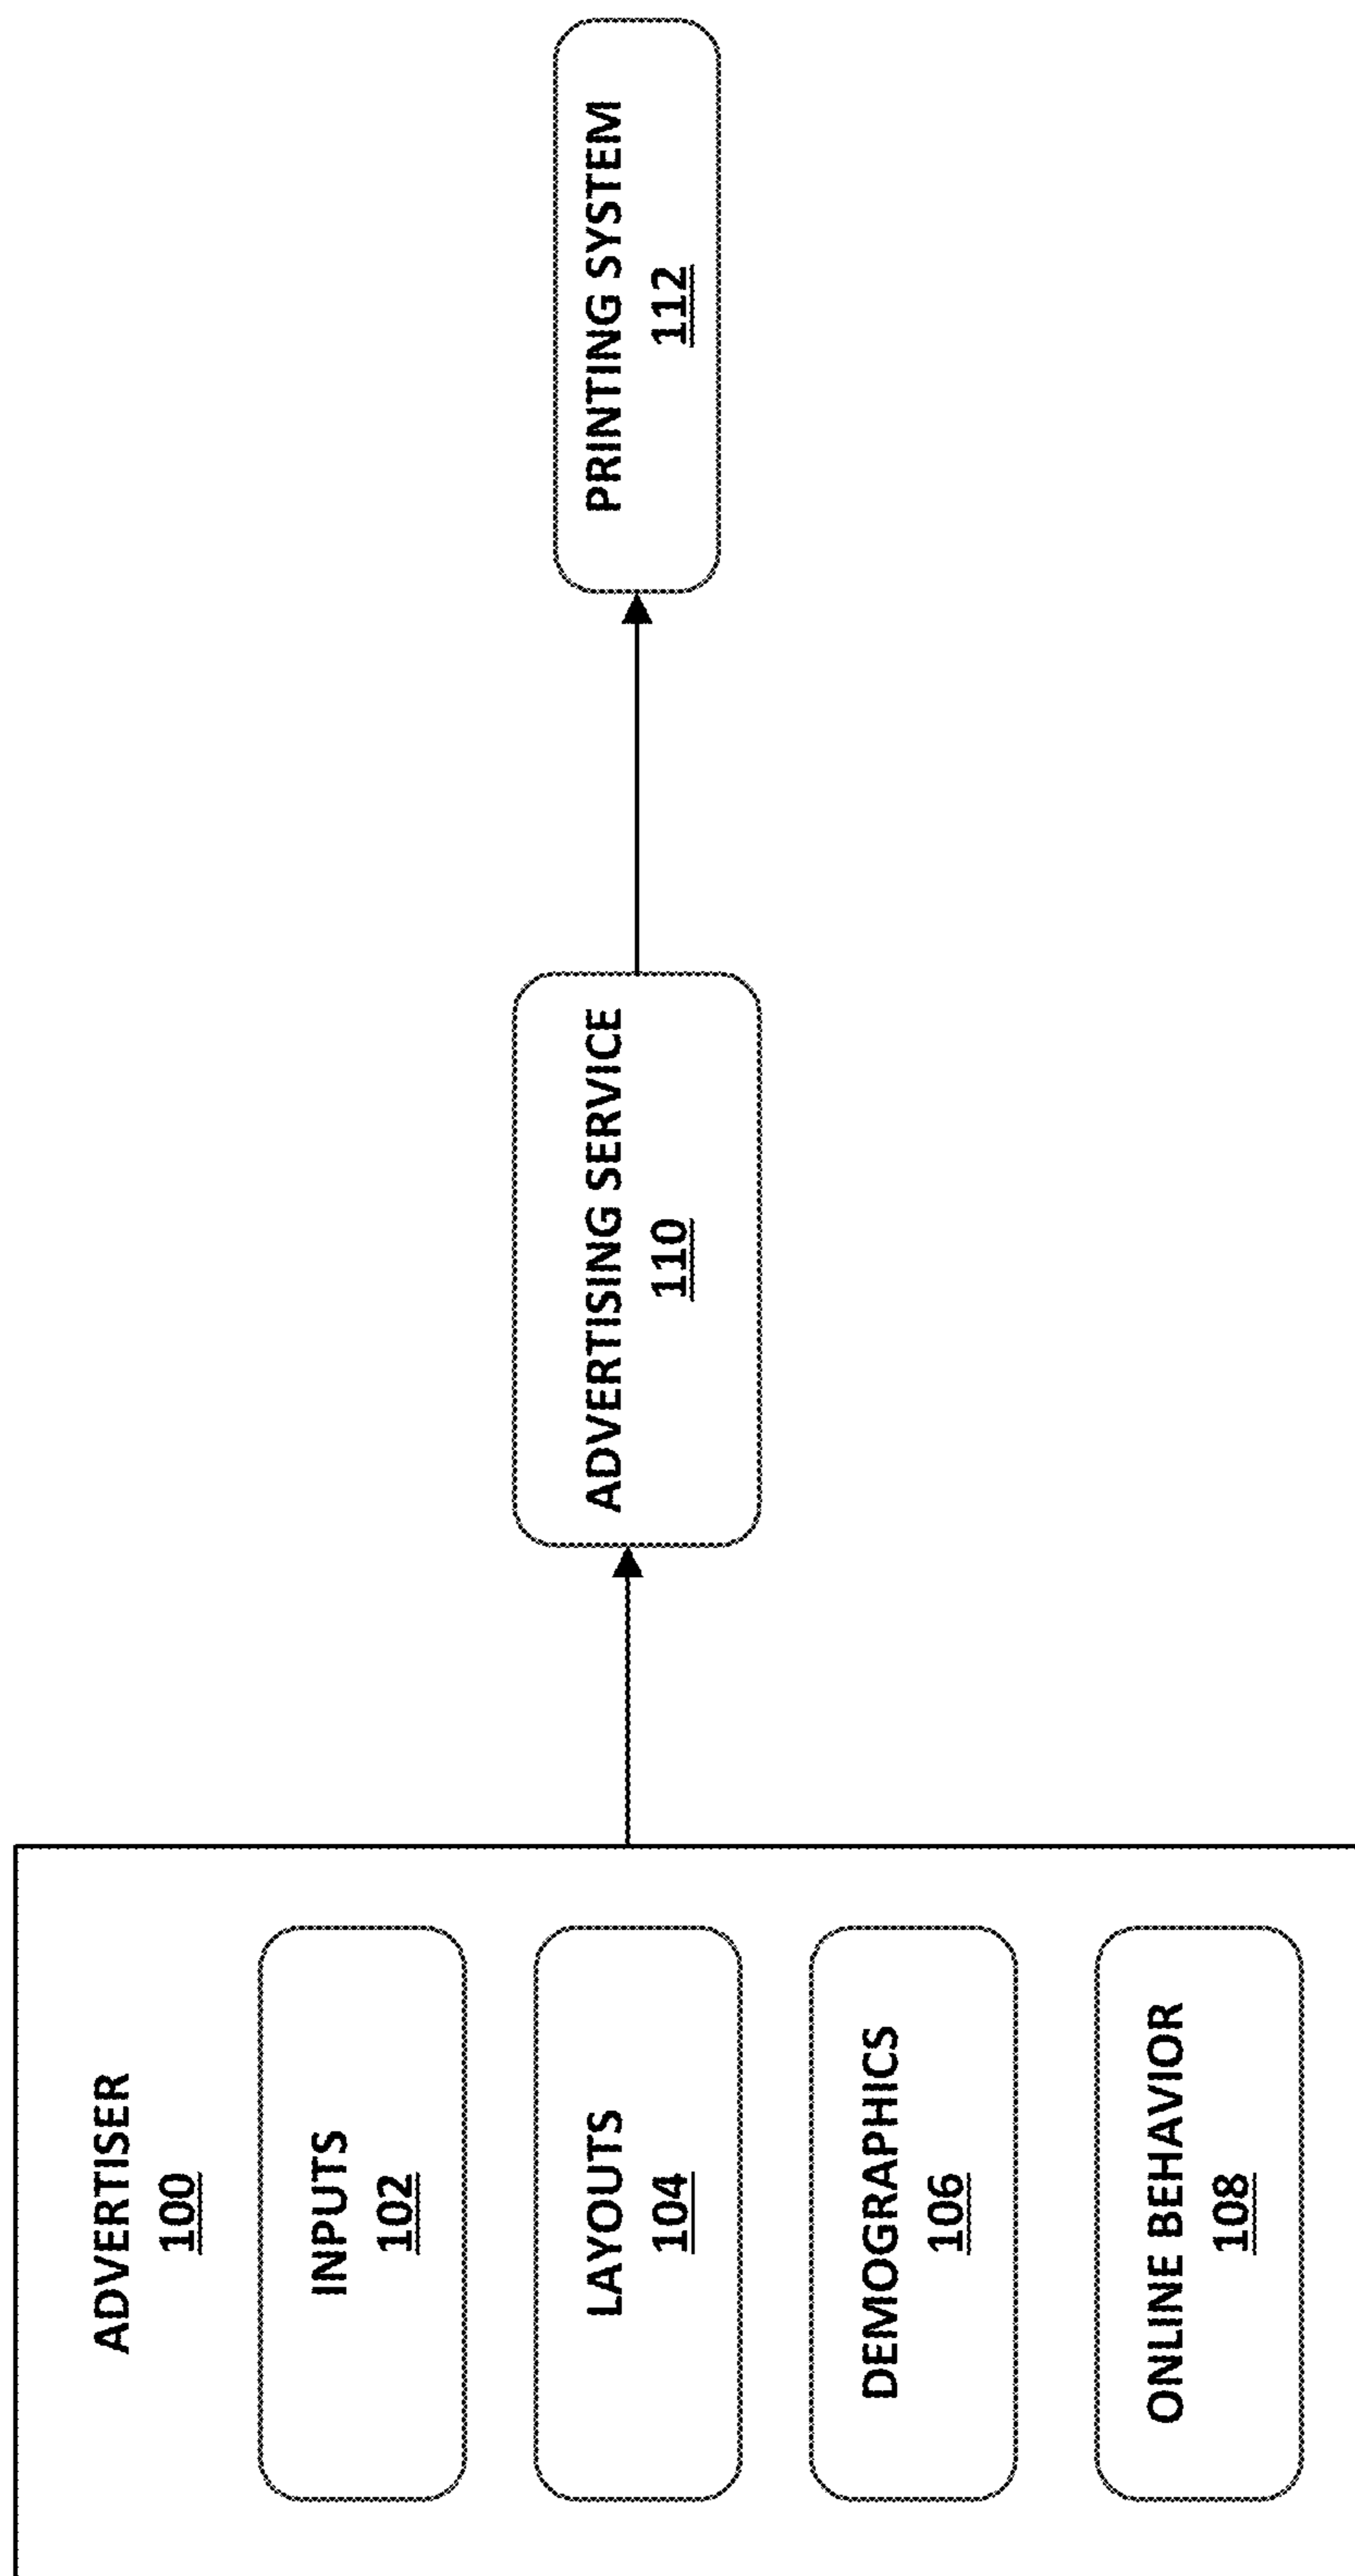 ADVERTISER
100
INPUTS
102
LAYOUTS
104
DEMOGRAPHICS
106
ONLINE BEHAVIOR
108
ADVERTISING SERVICE
110
PRINTING SYSTEM
112